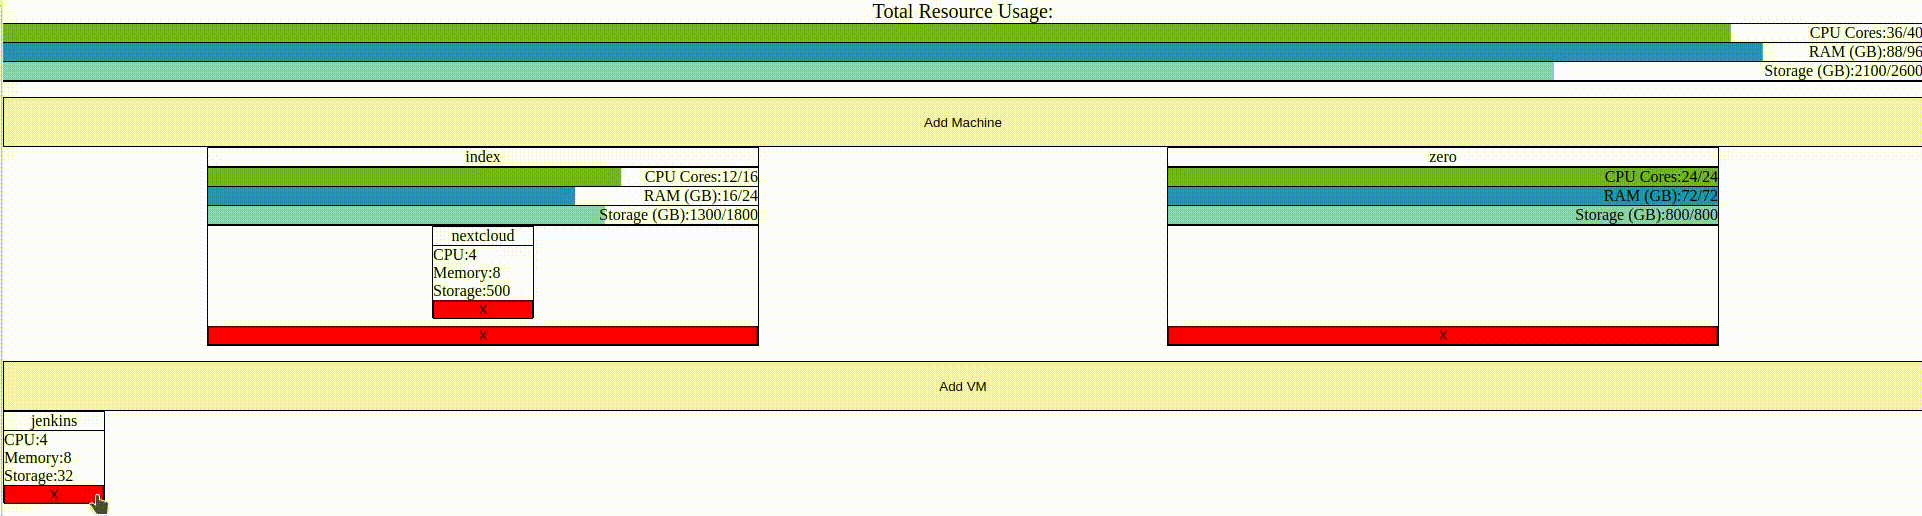 Total Resource Usage:
CPU Cores:36/40
RAM (GB):88/96
Storage (GB):2100/2600
Add Machine
index
CPU Cores:12/16
RAM (GB):16/24
Storage (GB):1300/1800
nextcloud
CPU:4
Memory:8
Storage:500
X
X
zero
CPU Cores:24/24
RAM (GB):72/72
Storage (GB):800/800
X
Add VM
jenkins
CPU:4
Memory:8
Storage:32
X